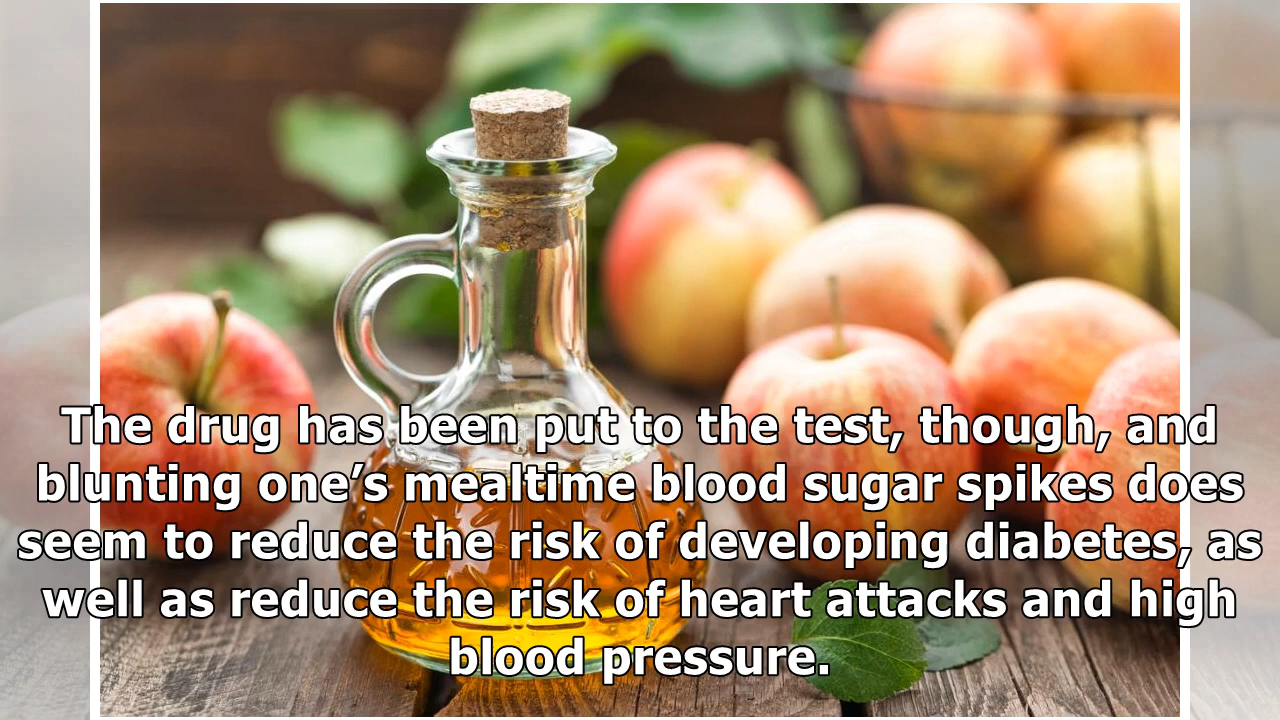 The drug has been put to the test, though, and
blunting one’s mealtime blood sugar spikes does
seem to reduce the risk of developing diabetes, as
well as reduce the risk of heart attacks and high
blood pressure.